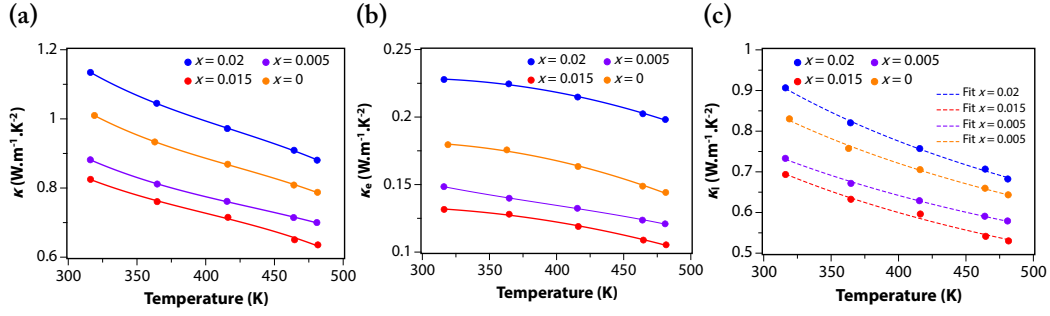 (a)
(b)
(c)
κ (W.m⁻¹.K⁻²)
1.2
1
0.8
0.6
x = 0.02 x = 0.005
x = 0.015 x = 0
300 350 400 450 500
Temperature (K)
κe (W.m⁻¹.K⁻²)
0.25
0.2
0.15
0.1
x = 0.02 x = 0.005
x = 0.015 x = 0
300 350 400 450 500
Temperature (K)
κl (W.m⁻¹.K⁻²)
1
0.9
0.8
0.7
0.6
0.5
x = 0.02 x = 0.005
x = 0.015 x = 0
Fit x = 0.02
Fit x = 0.015
Fit x = 0.005
Fit x = 0.005
300 350 400 450 500
Temperature (K)